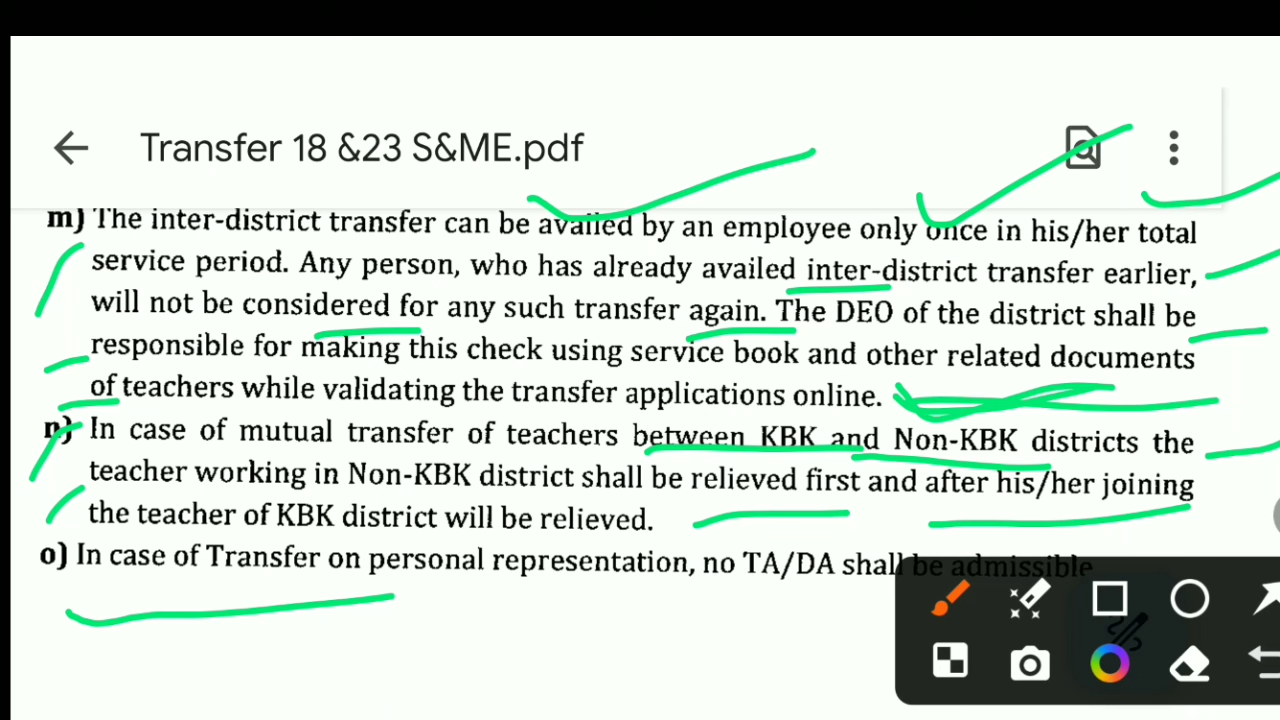 Transfer 18 &23 S&ME.pdf
m) The inter-district transfer can be availed by an employee only once in his/her total
service period. Any person, who has already availed inter-district transfer earlier,
will not be considered for any such transfer again. The DEO of the district shall be
responsible for making this check using service book and other related documents
of teachers while validating the transfer applications online.
n) In case of mutual transfer of teachers between KBK and Non-KBK districts the
teacher working in Non-KBK district shall be relieved first and after his/her joining
the teacher of KBK district will be relieved.
o) In case of Transfer on personal representation, no TA/DA shall be admissible